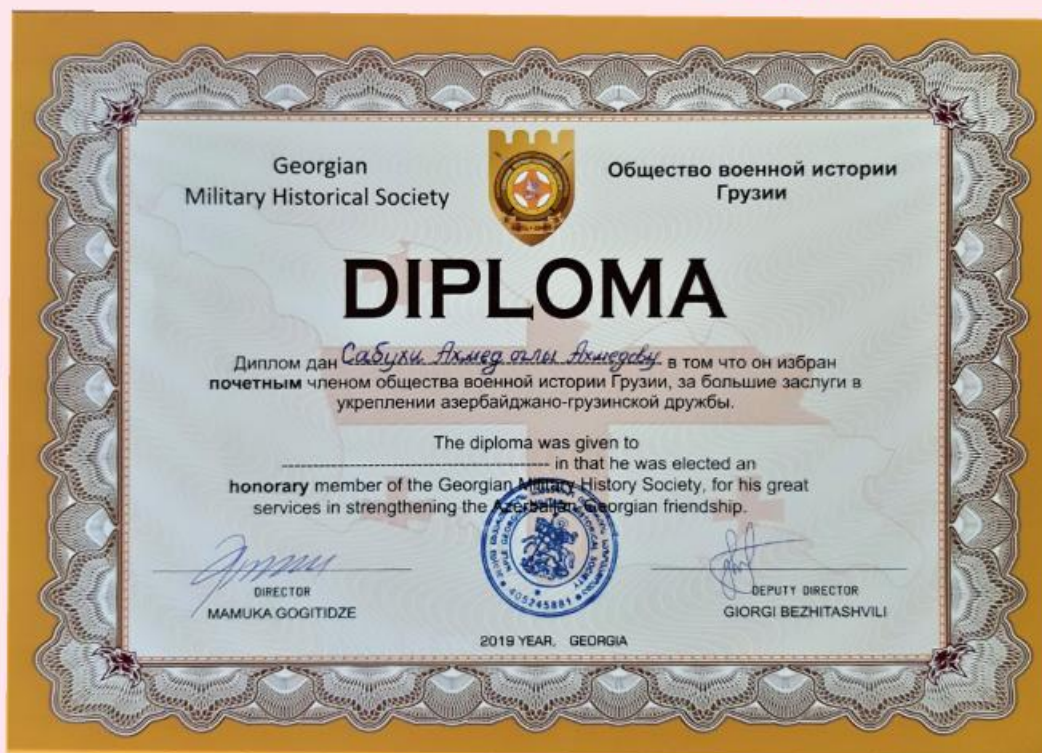 Georgian
Military Historical Society
Общество военной истории
Грузии
DIPLOMA
Диплом дан Сабухи Ахмед оглы Ахмедову в том что он избран
почетным членом общества военной истории Грузии, за большие заслуги в
укреплении азербайджано-грузинской дружбы.
The diploma was given to
------------------------------------------ in that he was elected an
honorary member of the Georgian Military History Society, for his great
services in strengthening the Azerbaijan-Georgian friendship.
405245881
DIRECTOR
MAMUKA GOGITIDZE
DEPUTY DIRECTOR
GIORGI BEZHITASHVILI
2019 YEAR, GEORGIA